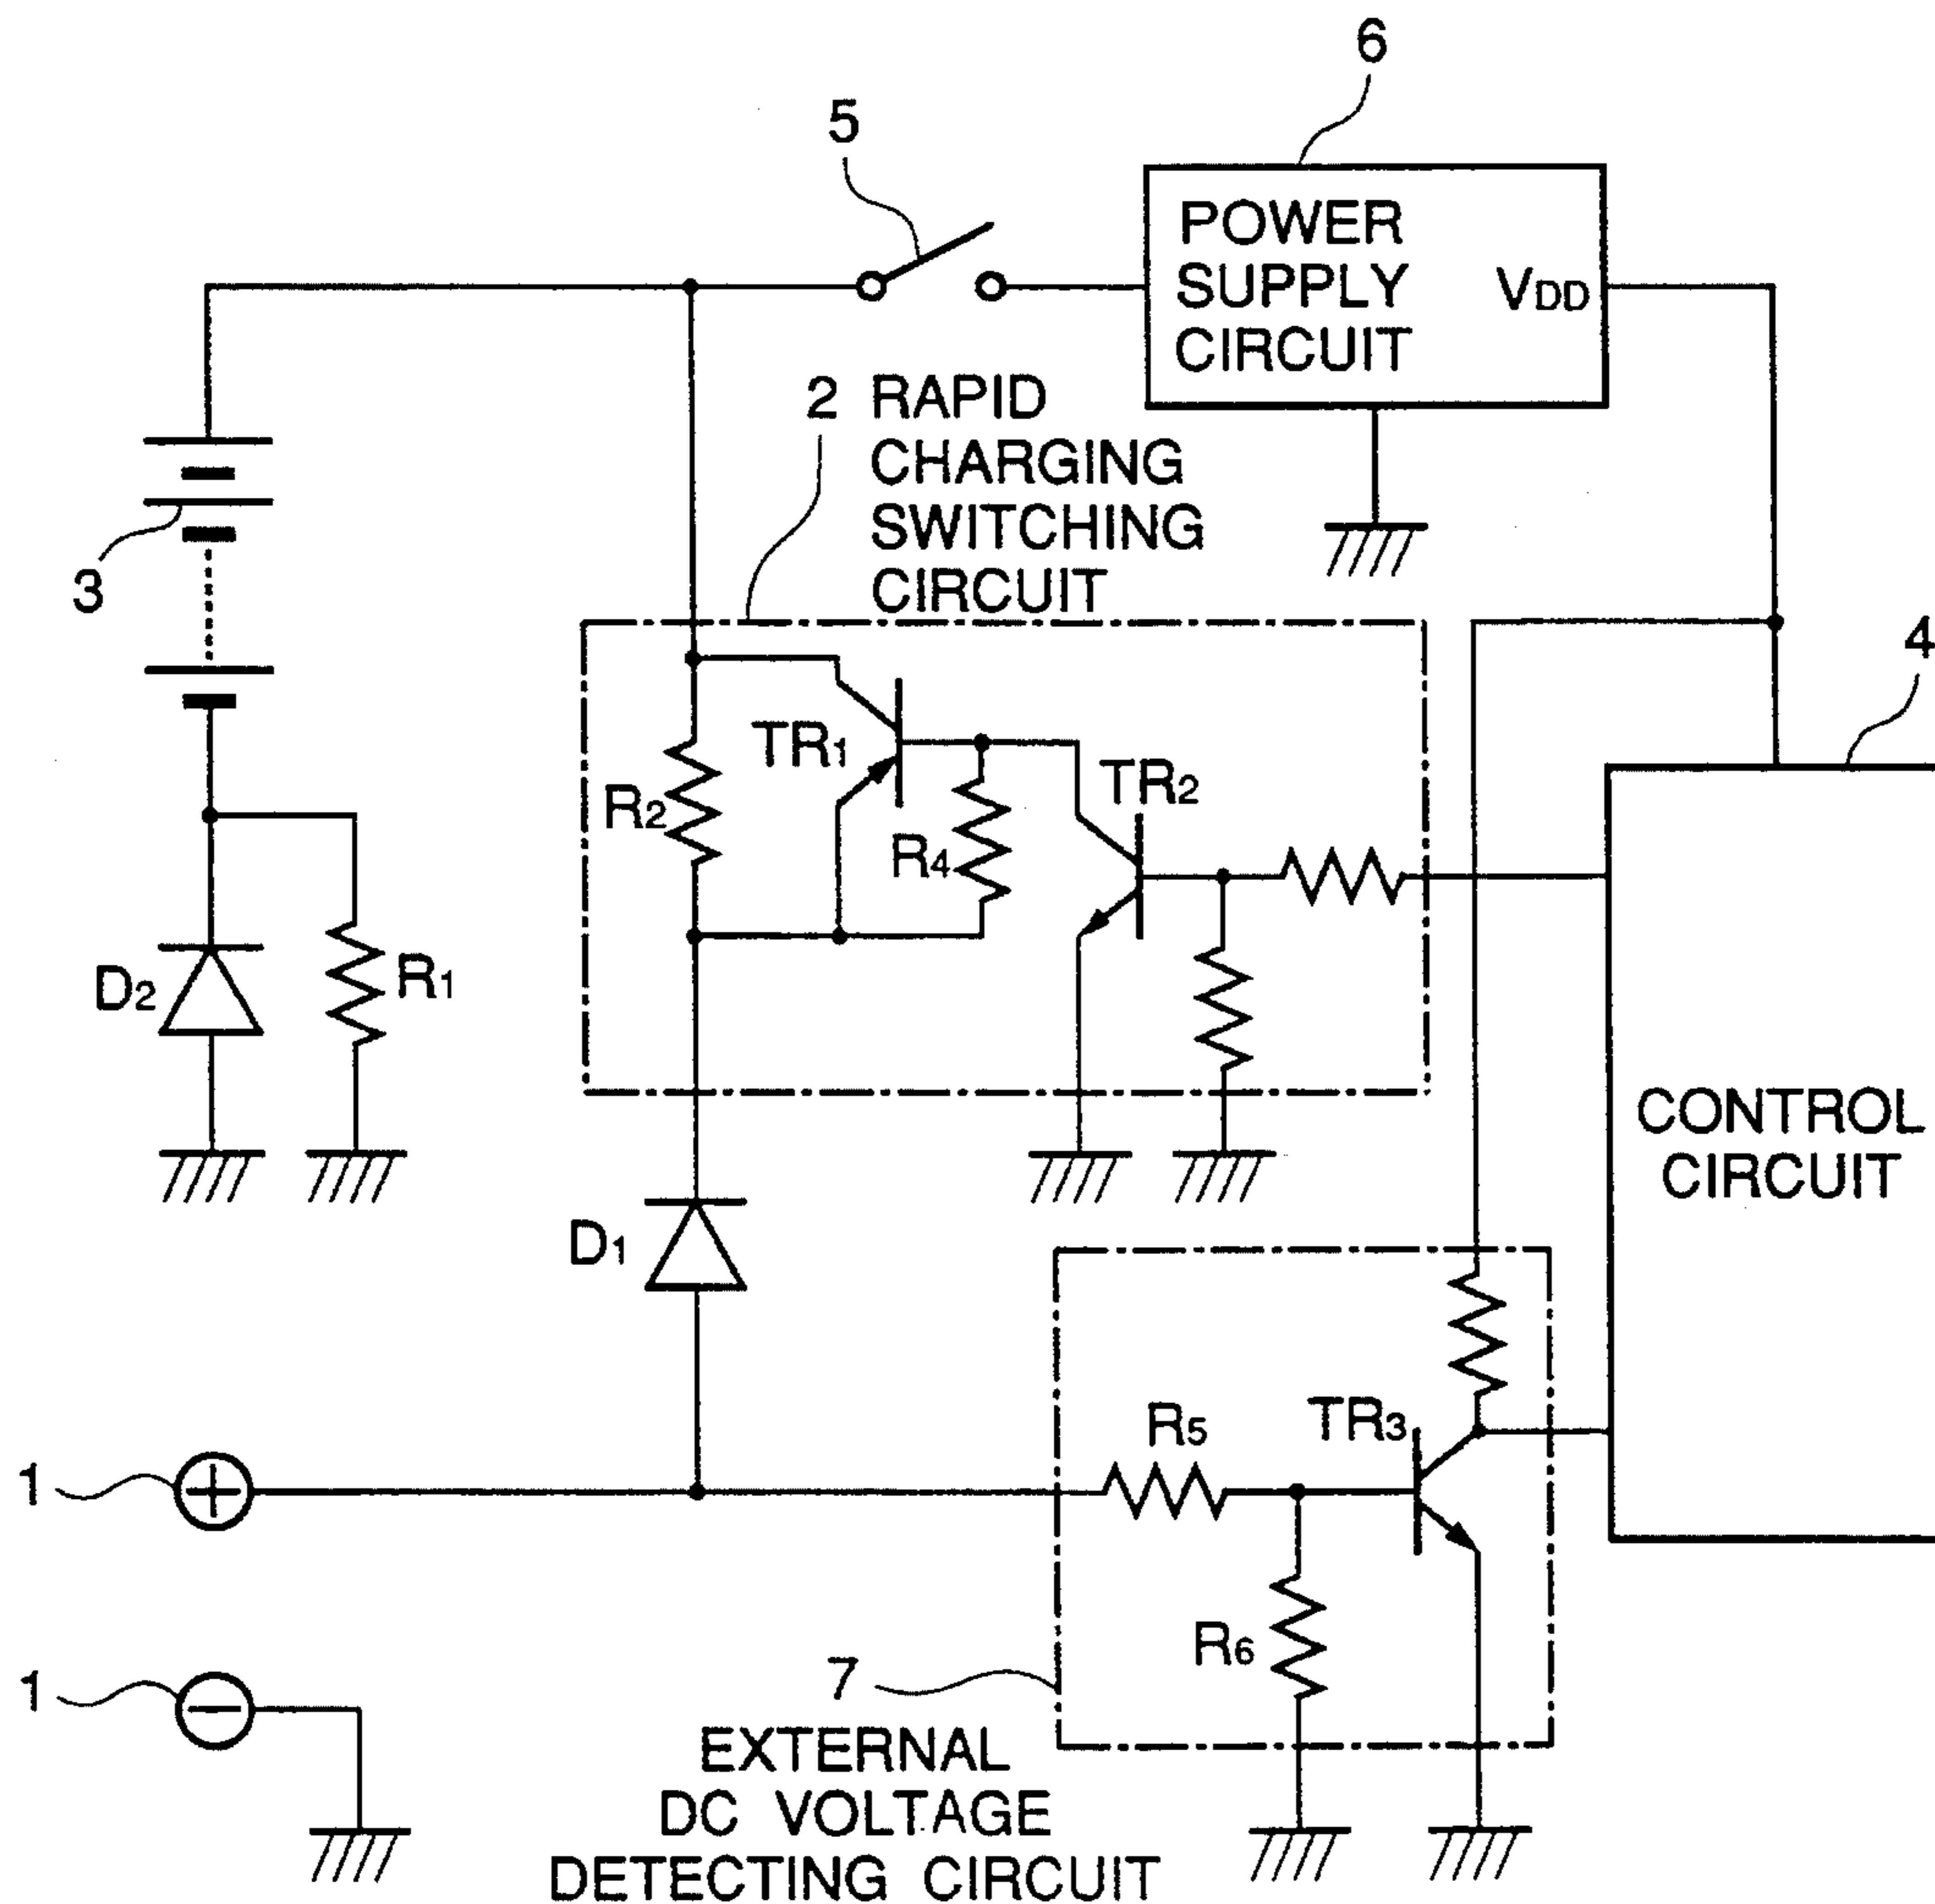 6
5
POWER
SUPPLY
CIRCUIT
VDD
2 RAPID
CHARGING
SWITCHING
CIRCUIT
3
4
TR1
TR2
R2
R4
D2
R1
CONTROL
CIRCUIT
D1
R5
TR3
1
R6
1
7
EXTERNAL
DC VOLTAGE
DETECTING CIRCUIT